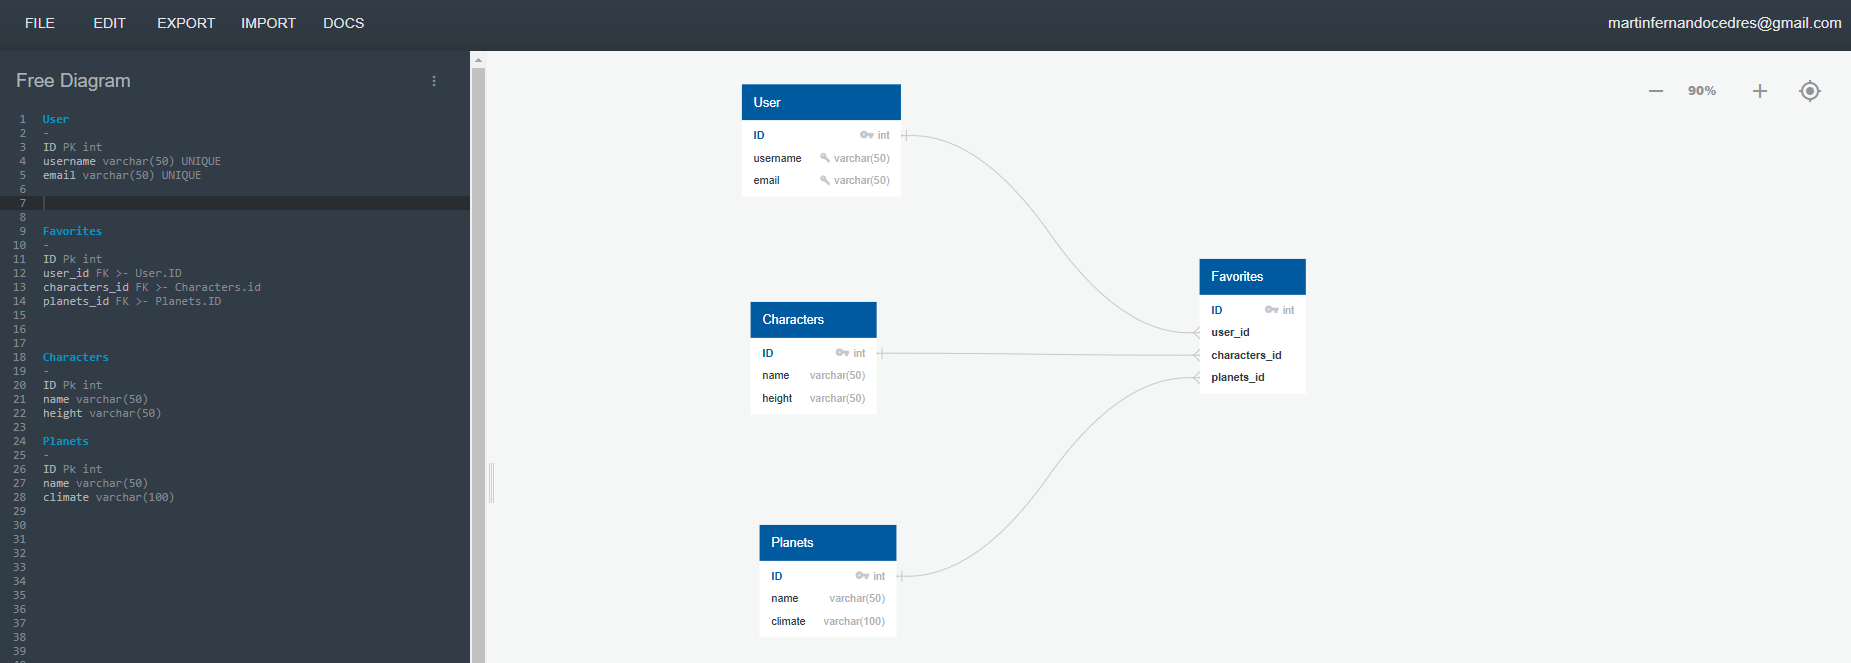 FILE EDIT EXPORT IMPORT DOCS martinfernandocedres@gmail.com
Free Diagram
1 User
2 -
3 ID PK int
4 username varchar(50) UNIQUE
5 email varchar(50) UNIQUE
6
7
8
9 Favorites
10 -
11 ID Pk int
12 user_id FK >- User.ID
13 characters_id FK >- Characters.id
14 planets_id FK >- Planets.ID
15
16
17
18 Characters
19 -
20 ID Pk int
21 name varchar(50)
22 height varchar(50)
23
24 Planets
25 -
26 ID Pk int
27 name varchar(50)
28 climate varchar(100)
29
30
31
32
33
34
35
36
37
38
39
90%
User
ID int
username varchar(50)
email varchar(50)
Favorites
ID int
user_id
characters_id
planets_id
Characters
ID int
name varchar(50)
height varchar(50)
Planets
ID int
name varchar(50)
climate varchar(100)